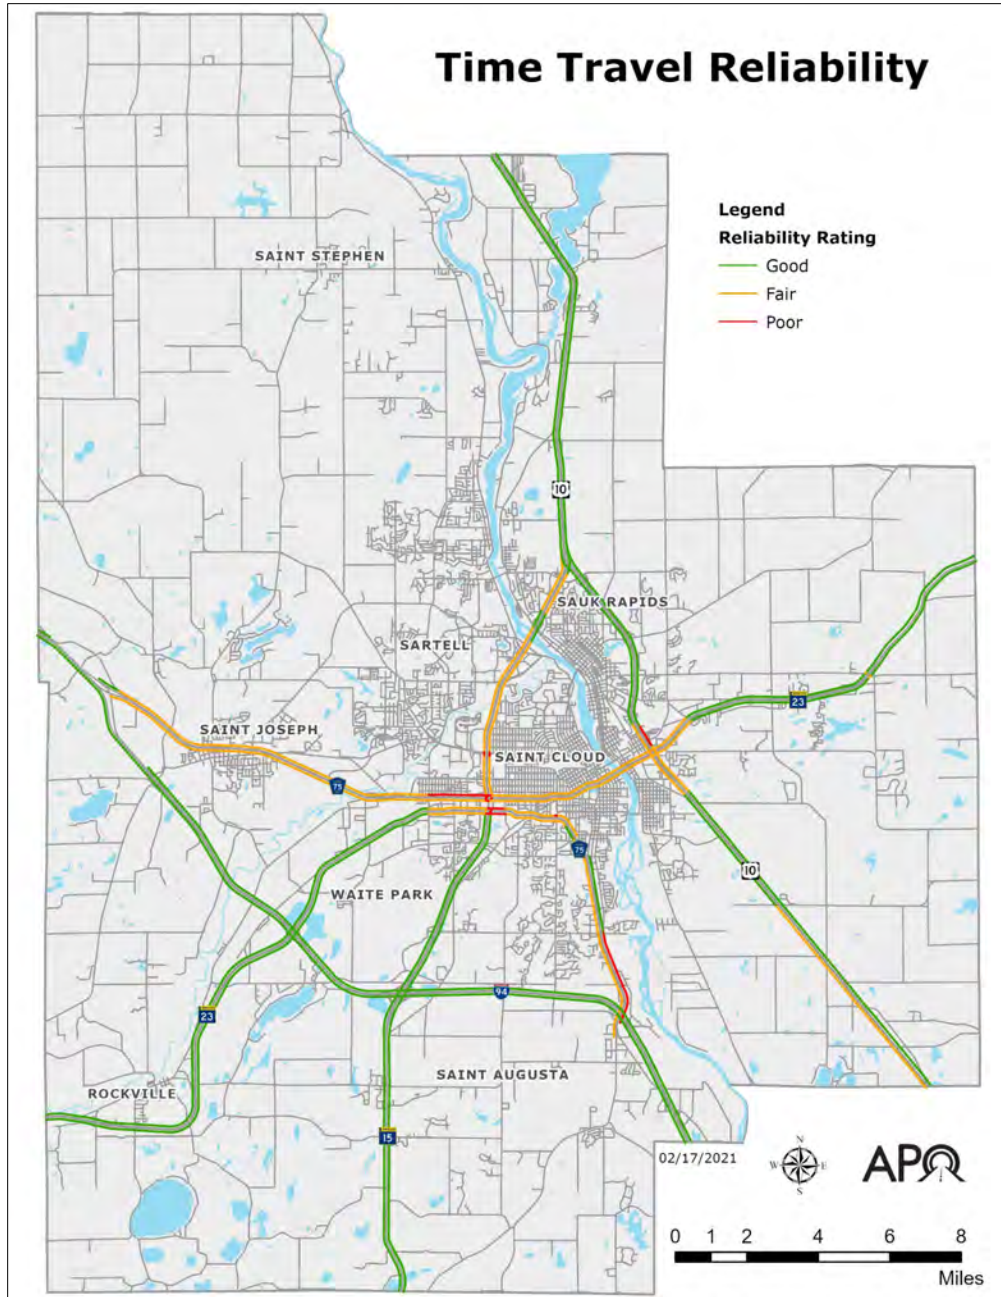 Time Travel Reliability
Legend
Reliability Rating
Good
Fair
Poor
SAINT STEPHEN
10
SAUK RAPIDS
SARTELL
23
SAINT JOSEPH
SAINT CLOUD
75
75
10
WAITE PARK
94
23
SAINT AUGUSTA
ROCKVILLE
15
02/17/2021
N
W E
S
APO
0 1 2 4 6 8
Miles